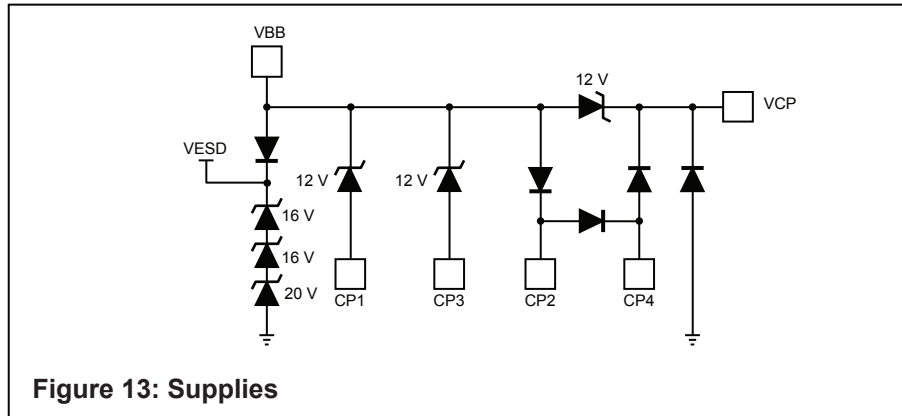 VBB
12 V
VCP
VESD
12 V
12 V
16 V
16 V
20 V
CP1
CP3
CP2
CP4
Figure 13: Supplies